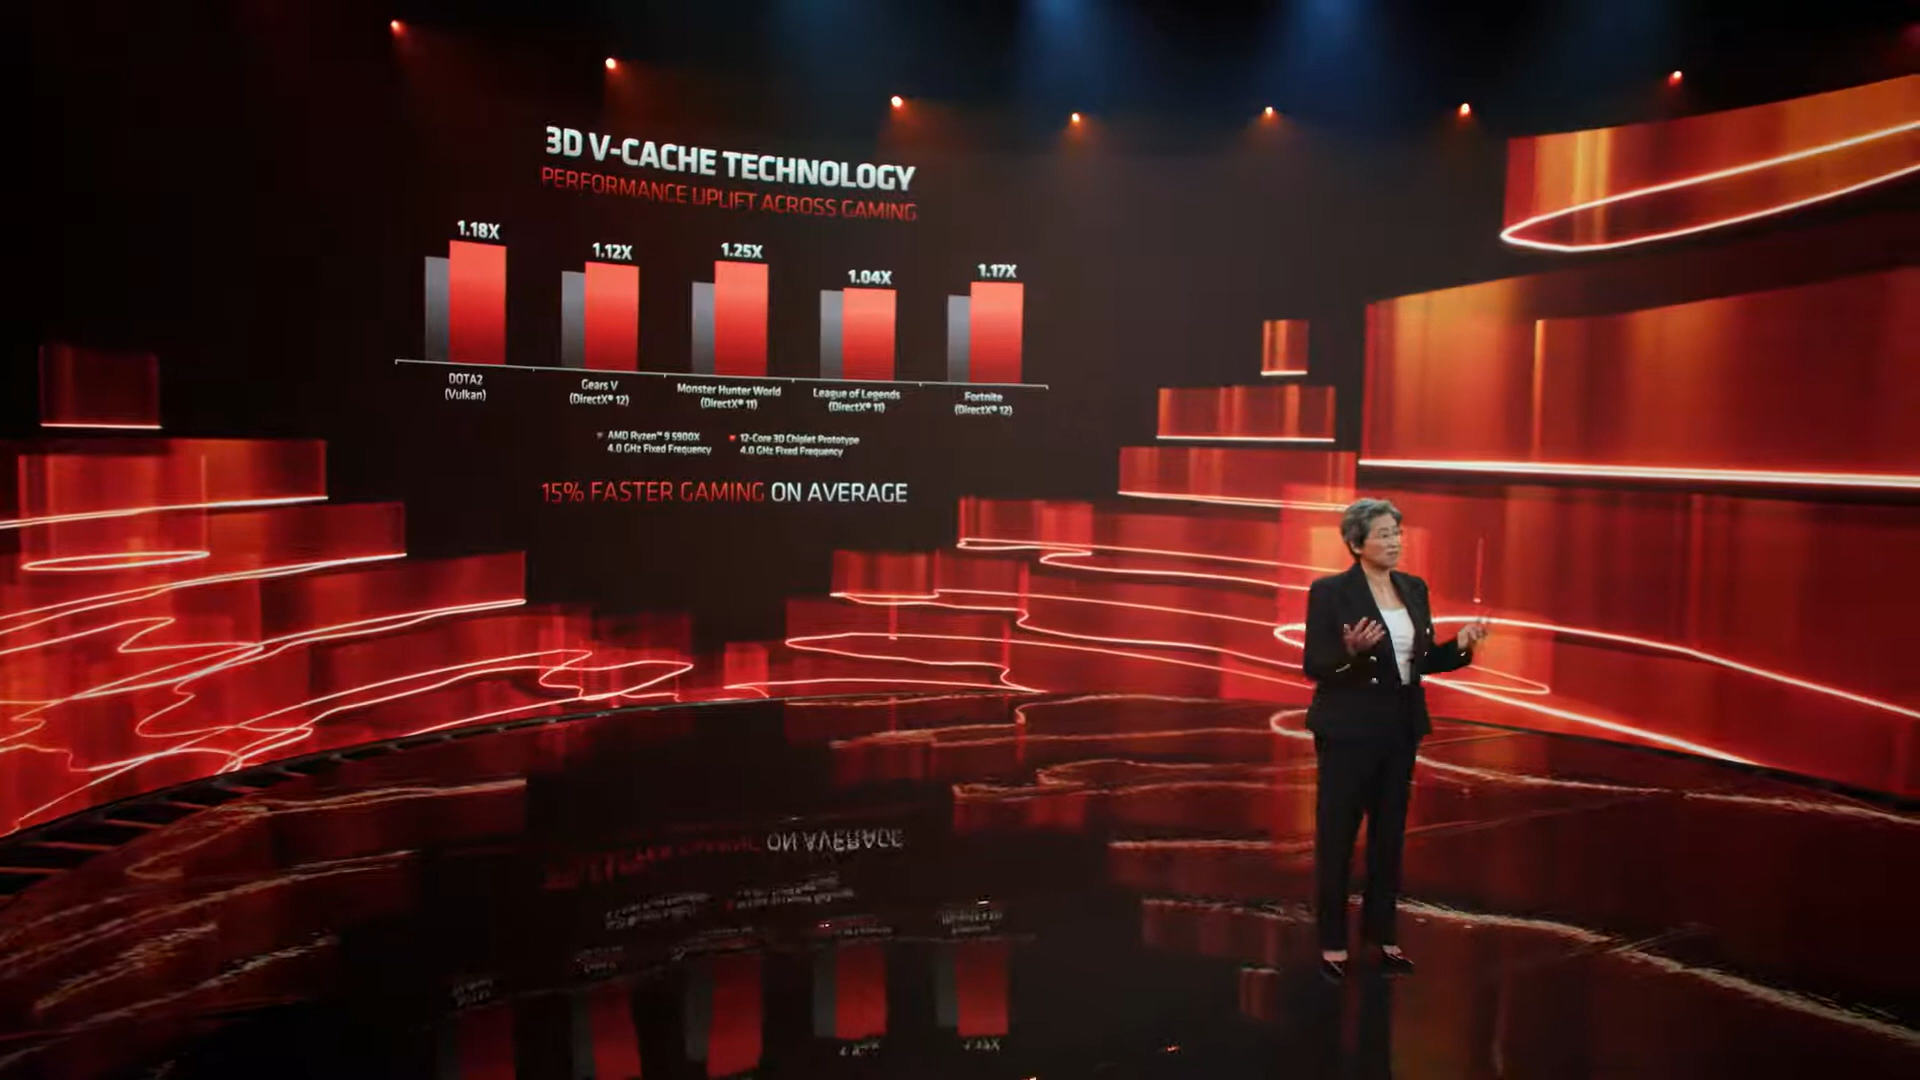 3D V-CACHE TECHNOLOGY
PERFORMANCE UPLIFT ACROSS GAMING
1.18X
1.12X
1.25X
1.04X
1.17X
DOTA2
(Vulkan)
Gears V
(DirectX® 12)
Monster Hunter World
(DirectX® 11)
League of Legends
(DirectX® 11)
Fortnite
(DirectX® 12)
AMD Ryzen™ 9 5900X
4.0 GHz Fixed Frequency
12-Core 3D Chiplet Prototype
4.0 GHz Fixed Frequency
15% FASTER GAMING ON AVERAGE